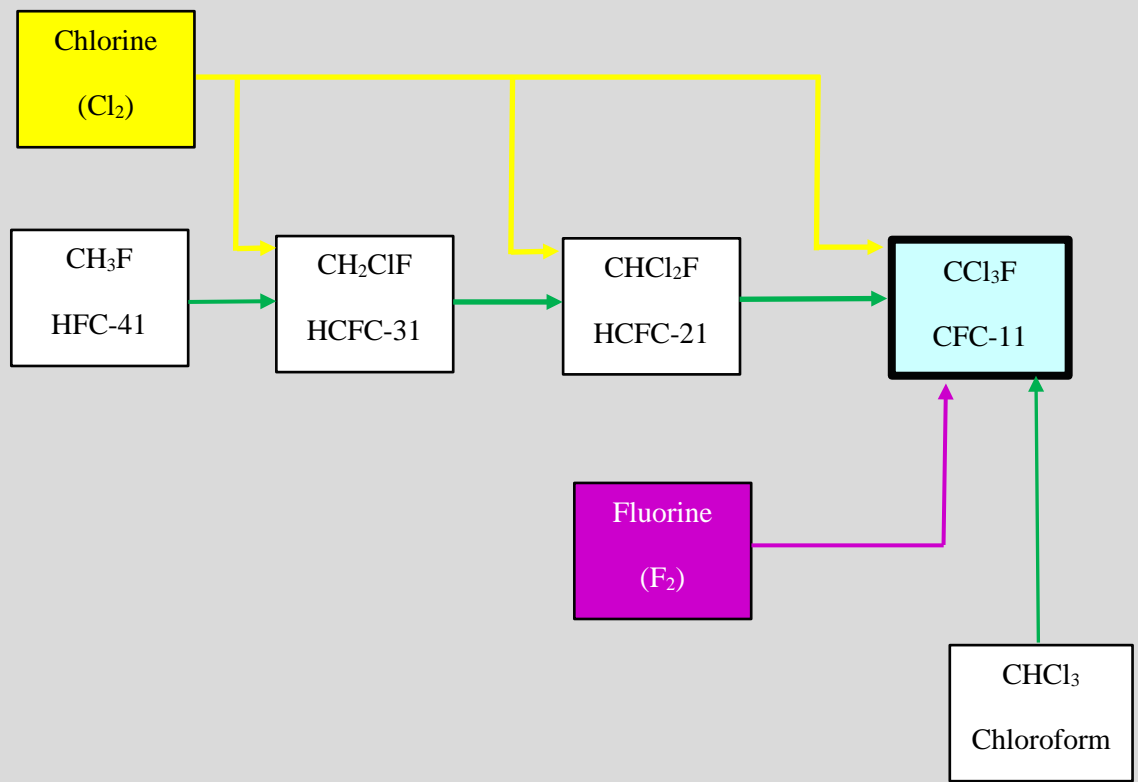 Chlorine
(Cl₂)
CH₃F
HFC-41
CH₂ClF
HCFC-31
CHCl₂F
HCFC-21
CCl₃F
CFC-11
Fluorine
(F₂)
CHCl₃
Chloroform